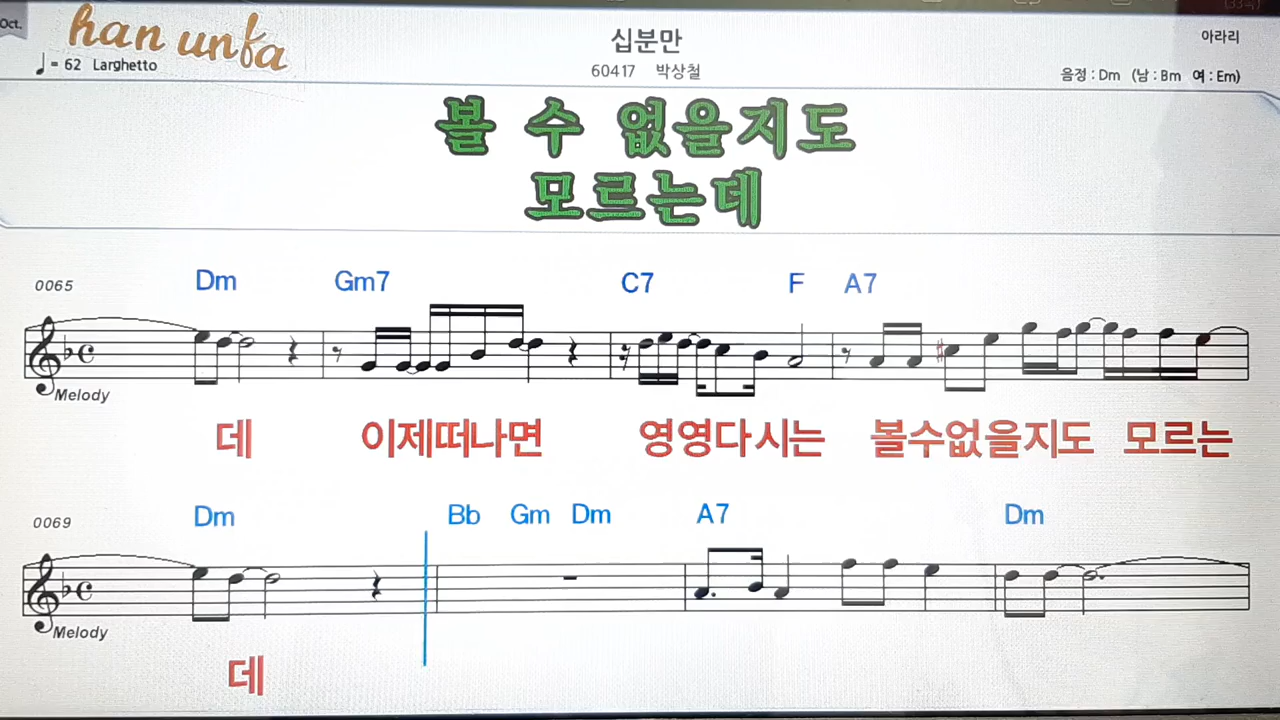 Oct.
han unfa
♩= 62 Larghetto
십분만
60417 박상철
아라리
음정 : Dm (남 : Bm 여 : Em)
볼 수 없을지도
모르는데
0065 Dm Gm7 C7 F A7
Melody
데 이제떠나면 영영다시는 볼수없을지도 모르는
0069 Dm Bb Gm Dm A7 Dm
Melody
데